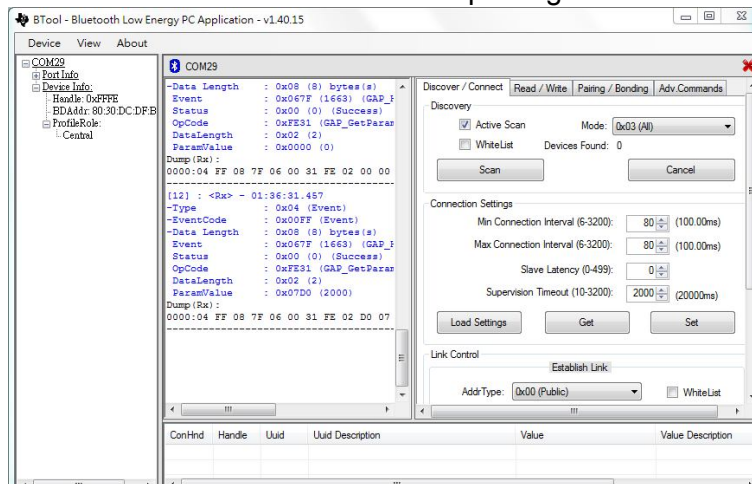 BTool - Bluetooth Low Energy PC Application - v1.40.15
Device View About
COM29
Port Info
Device Info:
Handle: 0xFFFE
BDAddr: 80:30:DC:DF:B
ProfileRole:
Central
COM29
-Data Length : 0x08 (8) bytes(s)
Event : 0x067F (1663) (GAP_H
Status : 0x00 (0) (Success)
OpCode : 0xFE31 (GAP_GetParam
DataLength : 0x02 (2)
ParamValue : 0x0000 (0)
Dump(Rx):
0000:04 FF 08 7F 06 00 31 FE 02 00 00
[12] : <Rx> - 01:36:31.457
-Type : 0x04 (Event)
-EventCode : 0x00FF (Event)
-Data Length : 0x08 (8) bytes(s)
Event : 0x067F (1663) (GAP_H
Status : 0x00 (0) (Success)
OpCode : 0xFE31 (GAP_GetParam
DataLength : 0x02 (2)
ParamValue : 0x07D0 (2000)
Dump(Rx):
0000:04 FF 08 7F 06 00 31 FE 02 D0 07
Discover / Connect Read / Write Pairing / Bonding Adv.Commands
Discovery
Active Scan Mode: 0x03 (All)
WhiteList Devices Found: 0
Scan Cancel
Connection Settings
Min Connection Interval (6-3200): 80 (100.00ms)
Max Connection Interval (6-3200): 80 (100.00ms)
Slave Latency (0-499): 0
Supervision Timeout (10-3200): 2000 (20000ms)
Load Settings Get Set
Link Control
Establish Link
AddrType: 0x00 (Public) WhiteList
ConHnd Handle Uuid Uuid Description Value Value Description